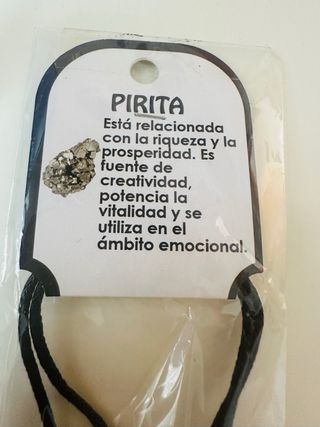 PIRITA
Está relacionada
con la riqueza y la
prosperidad. Es
fuente de
creatividad,
potencia la
vitalidad y se
utiliza en el
ámbito emocional.